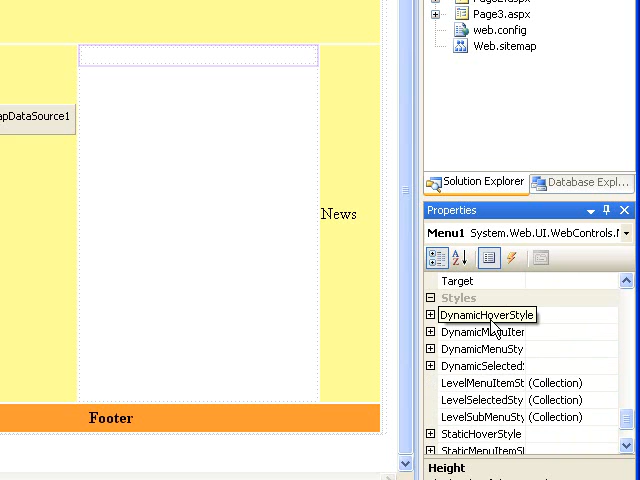 Page3.aspx
web.config
Web.sitemap
apDataSource1
News
Footer
Solution Explorer
Database Expl...
Properties
Menu1 System.Web.UI.WebControls.M
Target
Styles
DynamicHoverStyle
DynamicMenuIter
DynamicMenuSty
DynamicSelected:
LevelMenuItemSt (Collection)
LevelSelectedSty (Collection)
LevelSubMenuSty (Collection)
StaticHoverStyle
StaticMenuItemSt
Height